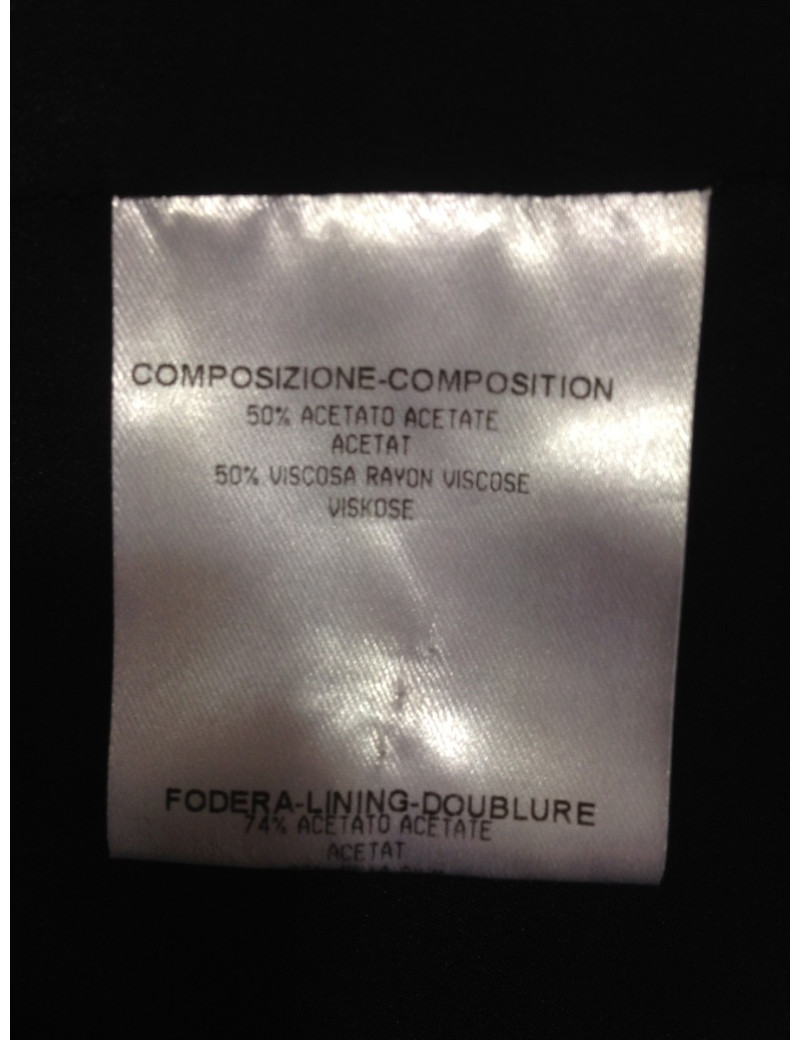 COMPOSIZIONE-COMPOSITION
50% ACETATO ACETATE
ACETAT
50% VISCOSA RAYON VISCOSE
VISKOSE
FODERA-LINING-DOUBLURE
74% ACETATO ACETATE
ACETAT